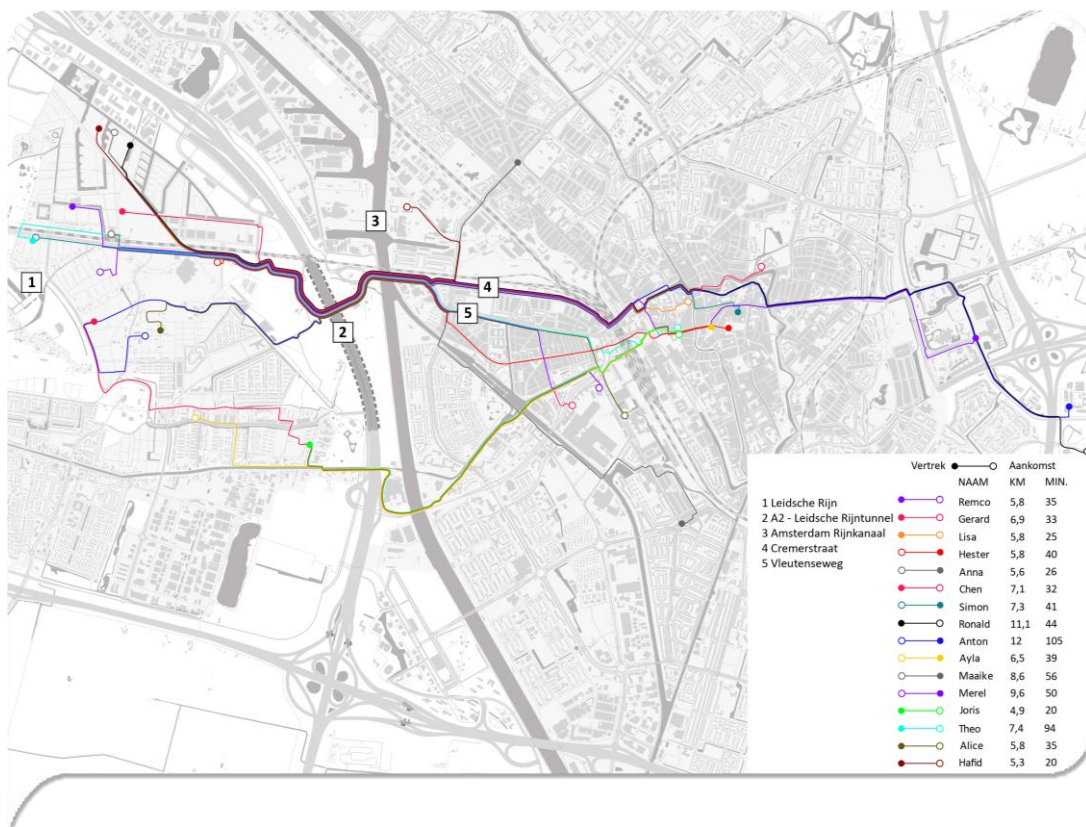 1
2
3
4
5
Vertrek Aankomst
NAAM KM MIN.
1 Leidsche Rijn
2 A2 - Leidsche Rijntunnel
3 Amsterdam Rijnkanaal
4 Cremerstraat
5 Vleutenseweg
Remco 5,8 35
Gerard 6,9 33
Lisa 5,8 25
Hester 5,8 40
Anna 5,6 26
Chen 7,1 32
Simon 7,3 41
Ronald 11,1 44
Anton 12 105
Ayla 6,5 39
Maaike 8,6 56
Merel 9,6 50
Joris 4,9 20
Theo 7,4 94
Alice 5,8 35
Hafid 5,3 20